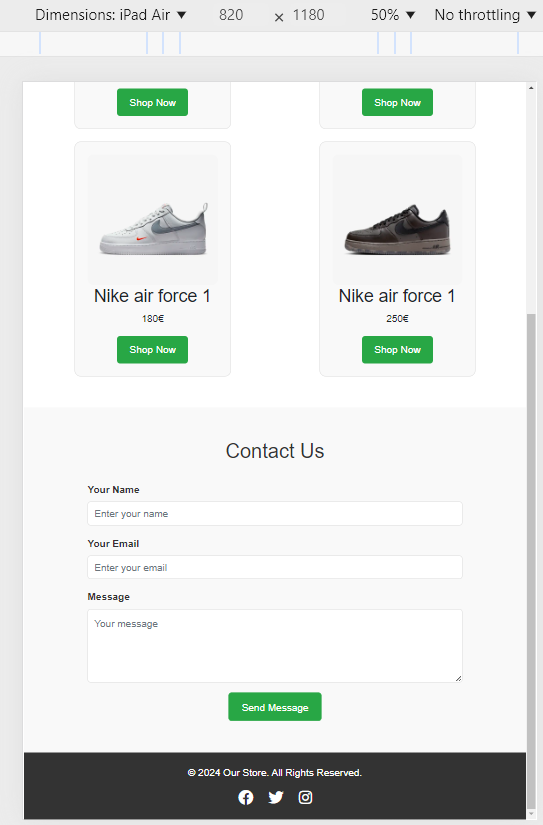 Dimensions: iPad Air ▼ 820 × 1180 50% ▼ No throttling ▼
Shop Now Shop Now
Nike air force 1 Nike air force 1
180€ 250€
Shop Now Shop Now
Contact Us
Your Name
Enter your name
Your Email
Enter your email
Message
Your message
Send Message
© 2024 Our Store. All Rights Reserved.